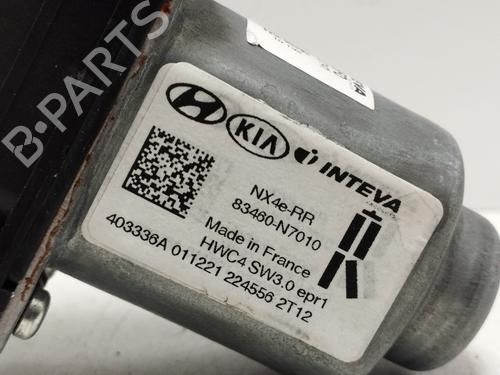 B-PARTS
KIA INTEVA
NX4e-RR
83460-N7010
Made in France
HWC4 SW3.0 epr1
403336A 011221 224556 2T12